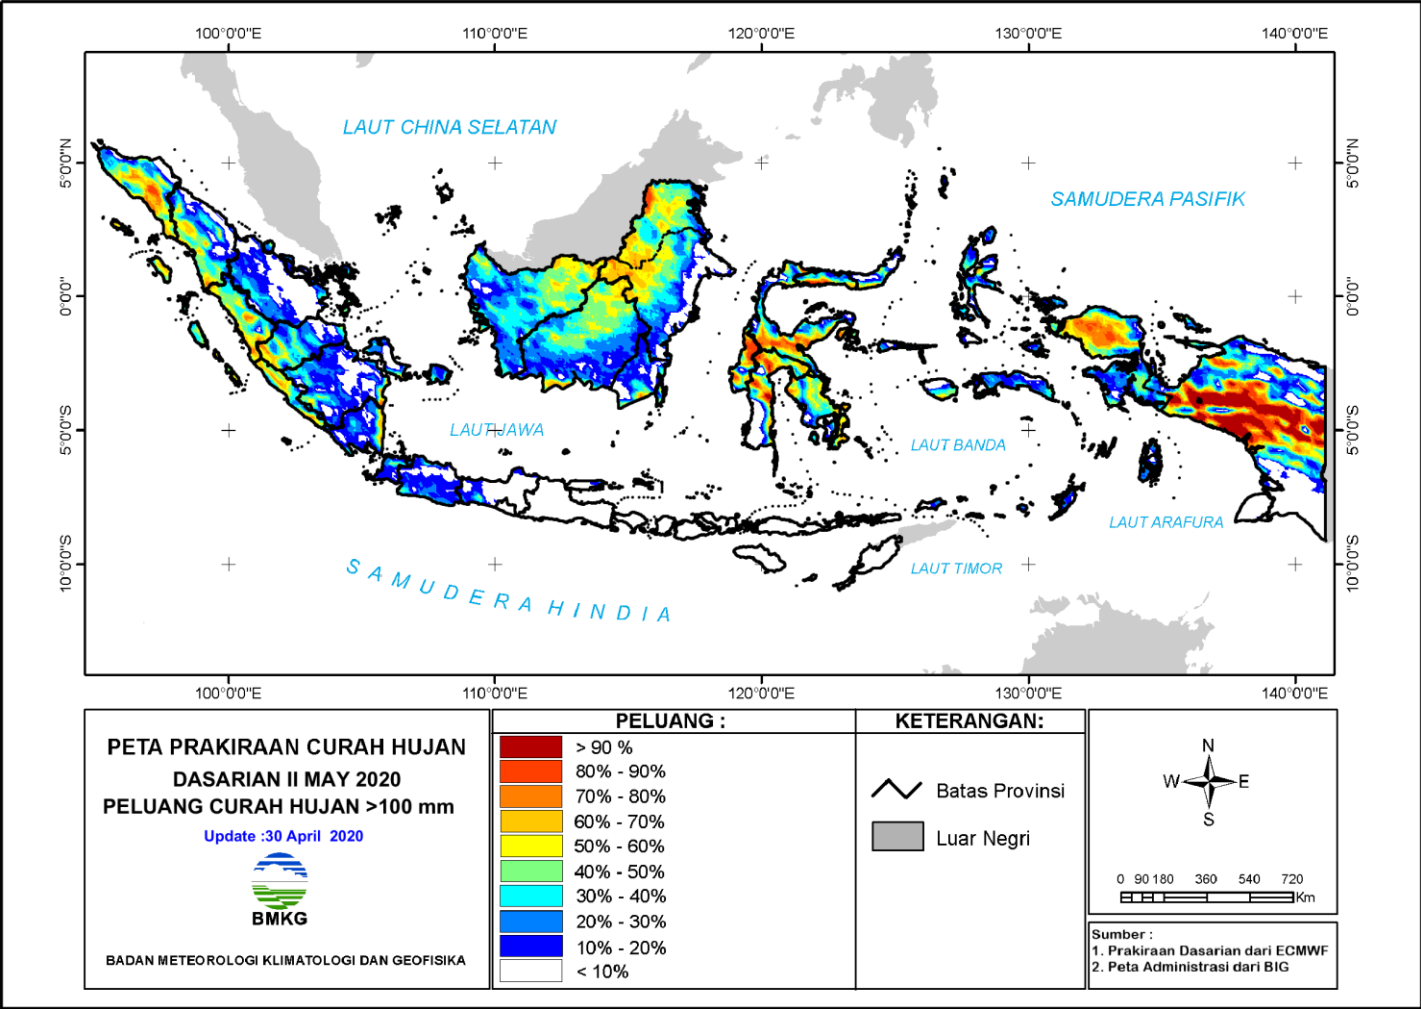 100°0'0"E 110°0'0"E 120°0'0"E 130°0'0"E 140°0'0"E
5°0'0"N 5°0'0"N
0°0'0" 0°0'0"
5°0'0"S 5°0'0"S
10°0'0"S 10°0'0"S
LAUT CHINA SELATAN
SAMUDERA PASIFIK
LAUT JAWA
LAUT BANDA
LAUT ARAFURA
LAUT TIMOR
SAMUDERA HINDIA
100°0'0"E 110°0'0"E 120°0'0"E 130°0'0"E 140°0'0"E
PETA PRAKIRAAN CURAH HUJAN
DASARIAN II MAY 2020
PELUANG CURAH HUJAN >100 mm
Update :30 April 2020
BMKG
BADAN METEOROLOGI KLIMATOLOGI DAN GEOFISIKA
PELUANG :
> 90 %
80% - 90%
70% - 80%
60% - 70%
50% - 60%
40% - 50%
30% - 40%
20% - 30%
10% - 20%
< 10%
KETERANGAN:
Batas Provinsi
Luar Negri
N
W E
S
0 90 180 360 540 720
Km
Sumber :
1. Prakiraan Dasarian dari ECMWF
2. Peta Administrasi dari BIG